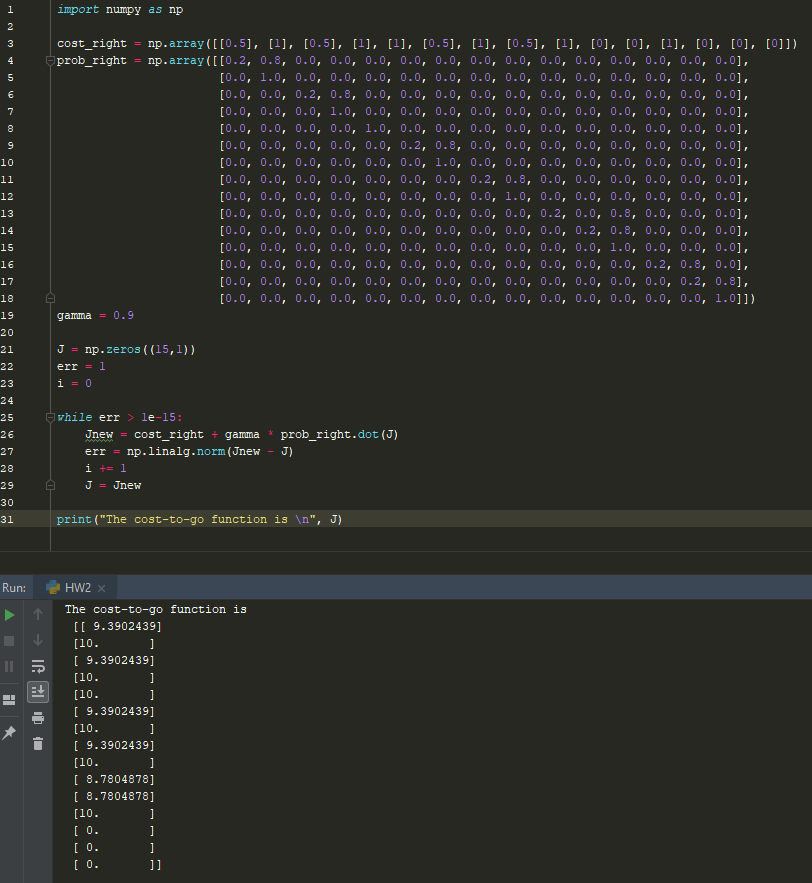 1 import numpy as np
2
3 cost_right = np.array([[0.5], [1], [0.5], [1], [1], [0.5], [1], [0.5], [1], [0], [0], [1], [0], [0], [0]])
4 prob_right = np.array([[0.2, 0.8, 0.0, 0.0, 0.0, 0.0, 0.0, 0.0, 0.0, 0.0, 0.0, 0.0, 0.0, 0.0, 0.0],
5 [0.0, 1.0, 0.0, 0.0, 0.0, 0.0, 0.0, 0.0, 0.0, 0.0, 0.0, 0.0, 0.0, 0.0, 0.0],
6 [0.0, 0.0, 0.2, 0.8, 0.0, 0.0, 0.0, 0.0, 0.0, 0.0, 0.0, 0.0, 0.0, 0.0, 0.0],
7 [0.0, 0.0, 0.0, 1.0, 0.0, 0.0, 0.0, 0.0, 0.0, 0.0, 0.0, 0.0, 0.0, 0.0, 0.0],
8 [0.0, 0.0, 0.0, 0.0, 1.0, 0.0, 0.0, 0.0, 0.0, 0.0, 0.0, 0.0, 0.0, 0.0, 0.0],
9 [0.0, 0.0, 0.0, 0.0, 0.0, 0.2, 0.8, 0.0, 0.0, 0.0, 0.0, 0.0, 0.0, 0.0, 0.0],
10 [0.0, 0.0, 0.0, 0.0, 0.0, 0.0, 1.0, 0.0, 0.0, 0.0, 0.0, 0.0, 0.0, 0.0, 0.0],
11 [0.0, 0.0, 0.0, 0.0, 0.0, 0.0, 0.0, 0.2, 0.8, 0.0, 0.0, 0.0, 0.0, 0.0, 0.0],
12 [0.0, 0.0, 0.0, 0.0, 0.0, 0.0, 0.0, 0.0, 1.0, 0.0, 0.0, 0.0, 0.0, 0.0, 0.0],
13 [0.0, 0.0, 0.0, 0.0, 0.0, 0.0, 0.0, 0.0, 0.0, 0.2, 0.0, 0.8, 0.0, 0.0, 0.0],
14 [0.0, 0.0, 0.0, 0.0, 0.0, 0.0, 0.0, 0.0, 0.0, 0.0, 0.2, 0.8, 0.0, 0.0, 0.0],
15 [0.0, 0.0, 0.0, 0.0, 0.0, 0.0, 0.0, 0.0, 0.0, 0.0, 0.0, 1.0, 0.0, 0.0, 0.0],
16 [0.0, 0.0, 0.0, 0.0, 0.0, 0.0, 0.0, 0.0, 0.0, 0.0, 0.0, 0.0, 0.2, 0.8, 0.0],
17 [0.0, 0.0, 0.0, 0.0, 0.0, 0.0, 0.0, 0.0, 0.0, 0.0, 0.0, 0.0, 0.0, 0.2, 0.8],
18 [0.0, 0.0, 0.0, 0.0, 0.0, 0.0, 0.0, 0.0, 0.0, 0.0, 0.0, 0.0, 0.0, 0.0, 1.0]])
19 gamma = 0.9
20
21 J = np.zeros((15,1))
22 err = 1
23 i = 0
24
25 while err > 1e-15:
26 Jnew = cost_right + gamma * prob_right.dot(J)
27 err = np.linalg.norm(Jnew - J)
28 i += 1
29 J = Jnew
30
31 print("The cost-to-go function is \n", J)
Run: HW2
The cost-to-go function is
[[ 9.3902439]
[10. ]
[ 9.3902439]
[10. ]
[10. ]
[ 9.3902439]
[10. ]
[ 9.3902439]
[10. ]
[ 8.7804878]
[ 8.7804878]
[10. ]
[ 0. ]
[ 0. ]
[ 0. ]]